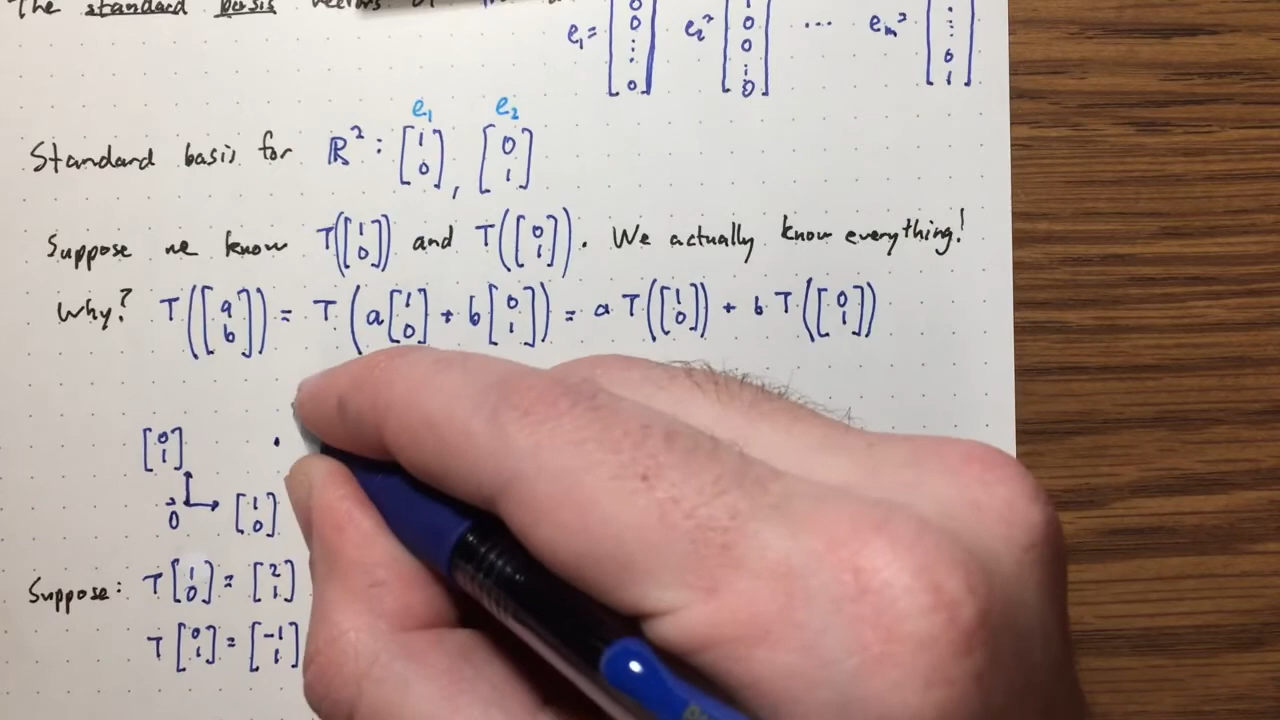 The standard basis vectors of
e₁ = [0 0 ⋮ 0] e₂ = [1 0 0 ⋮ 0] ⋯ eₘ = [⋮ 0 1]
e₁ e₂
Standard basis for ℝ²: [1 0], [0 1]
Suppose we know T([1 0]) and T([0 1]). We actually know everything!
Why? T([a b]) = T(a[1 0] + b[0 1]) = a T([1 0]) + b T([0 1])
[0 1]
0 [1 0]
Suppose: T[1 0] = [2 1]
T[0 1] = [-1 1]